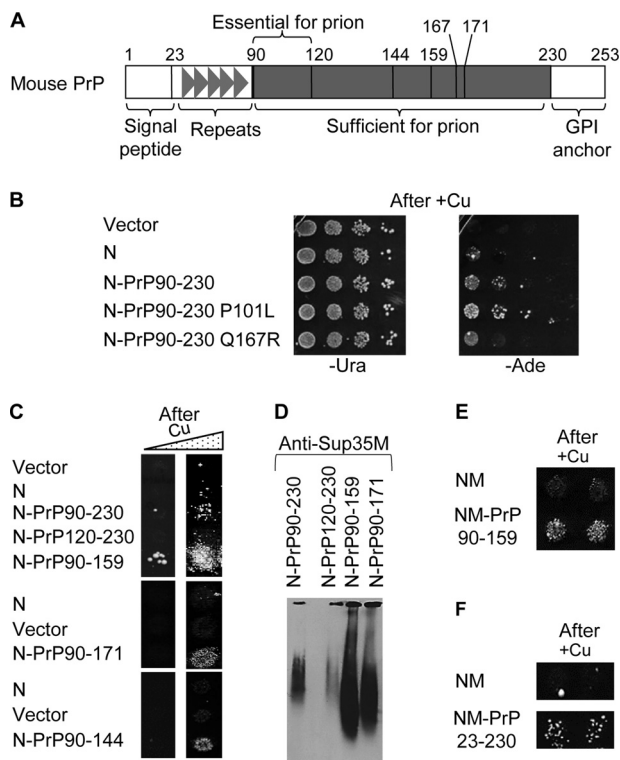 A
Essential for prion
167 171
1 23 90 120 144 159 230 253
Mouse PrP
Signal peptide
Repeats
Sufficient for prion
GPI anchor
B
After +Cu
Vector
N
N-PrP90-230
N-PrP90-230 P101L
N-PrP90-230 Q167R
-Ura
-Ade
C
After
Cu
Vector
N
N-PrP90-230
N-PrP120-230
N-PrP90-159
N
Vector
N-PrP90-171
N
Vector
N-PrP90-144
D
Anti-Sup35M
N-PrP90-230
N-PrP120-230
N-PrP90-159
N-PrP90-171
E
After
+Cu
NM
NM-PrP
90-159
F
After
+Cu
NM
NM-PrP
23-230